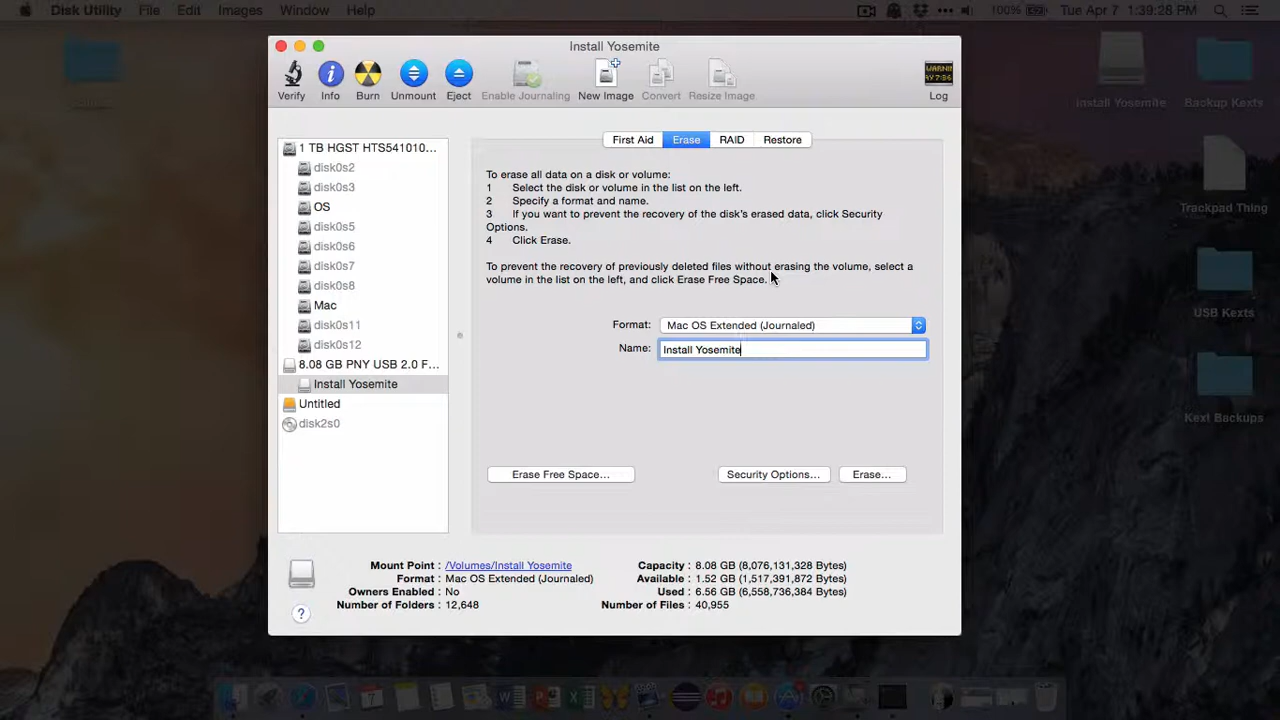 Disk Utility File Edit Images Window Help
100% Tue Apr 7 1:39:28 PM
Install Yosemite
Verify Info Burn Unmount Eject Enable Journaling New Image Convert Resize Image Log
WARNIN
AY 7:86
1 TB HGST HTS541010...
disk0s2
disk0s3
OS
disk0s5
disk0s6
disk0s7
disk0s8
Mac
disk0s11
disk0s12
8.08 GB PNY USB 2.0 F...
Install Yosemite
Untitled
disk2s0
First Aid Erase RAID Restore
To erase all data on a disk or volume:
1 Select the disk or volume in the list on the left.
2 Specify a format and name.
3 If you want to prevent the recovery of the disk's erased data, click Security
Options.
4 Click Erase.
To prevent the recovery of previously deleted files without erasing the volume, select a
volume in the list on the left, and click Erase Free Space.
Format: Mac OS Extended (Journaled)
Name: Install Yosemite
Erase Free Space... Security Options... Erase...
Mount Point : /Volumes/Install Yosemite
Format : Mac OS Extended (Journaled)
Owners Enabled : No
Number of Folders : 12,648
Capacity : 8.08 GB (8,076,131,328 Bytes)
Available : 1.52 GB (1,517,391,872 Bytes)
Used : 6.56 GB (6,558,736,384 Bytes)
Number of Files : 40,955
?
Install Yosemite
Backup Kexts
Trackpad Thing
USB Kexts
Kext Backups